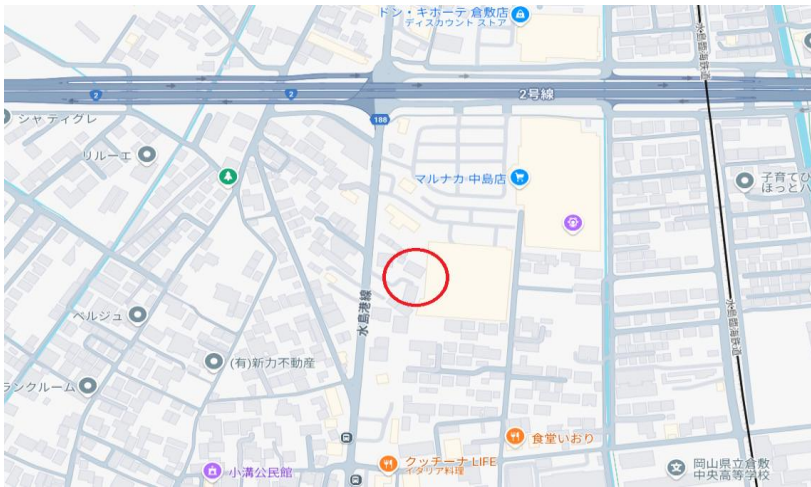 ドン・キホーテ 倉敷店
ディスカウント ストア
水島臨海鉄道
2
2
2号線
188
シャティグレ
リルーエ
マルナカ 中島店
子育てひ
ほっとハ
水島港線
ベルジュ
水島臨海鉄道
(有)新力不動産
ランクルーム
食堂いおり
クッチーナ LIFE
イタリア料理
小溝公民館
岡山県立倉敷
中央高等学校